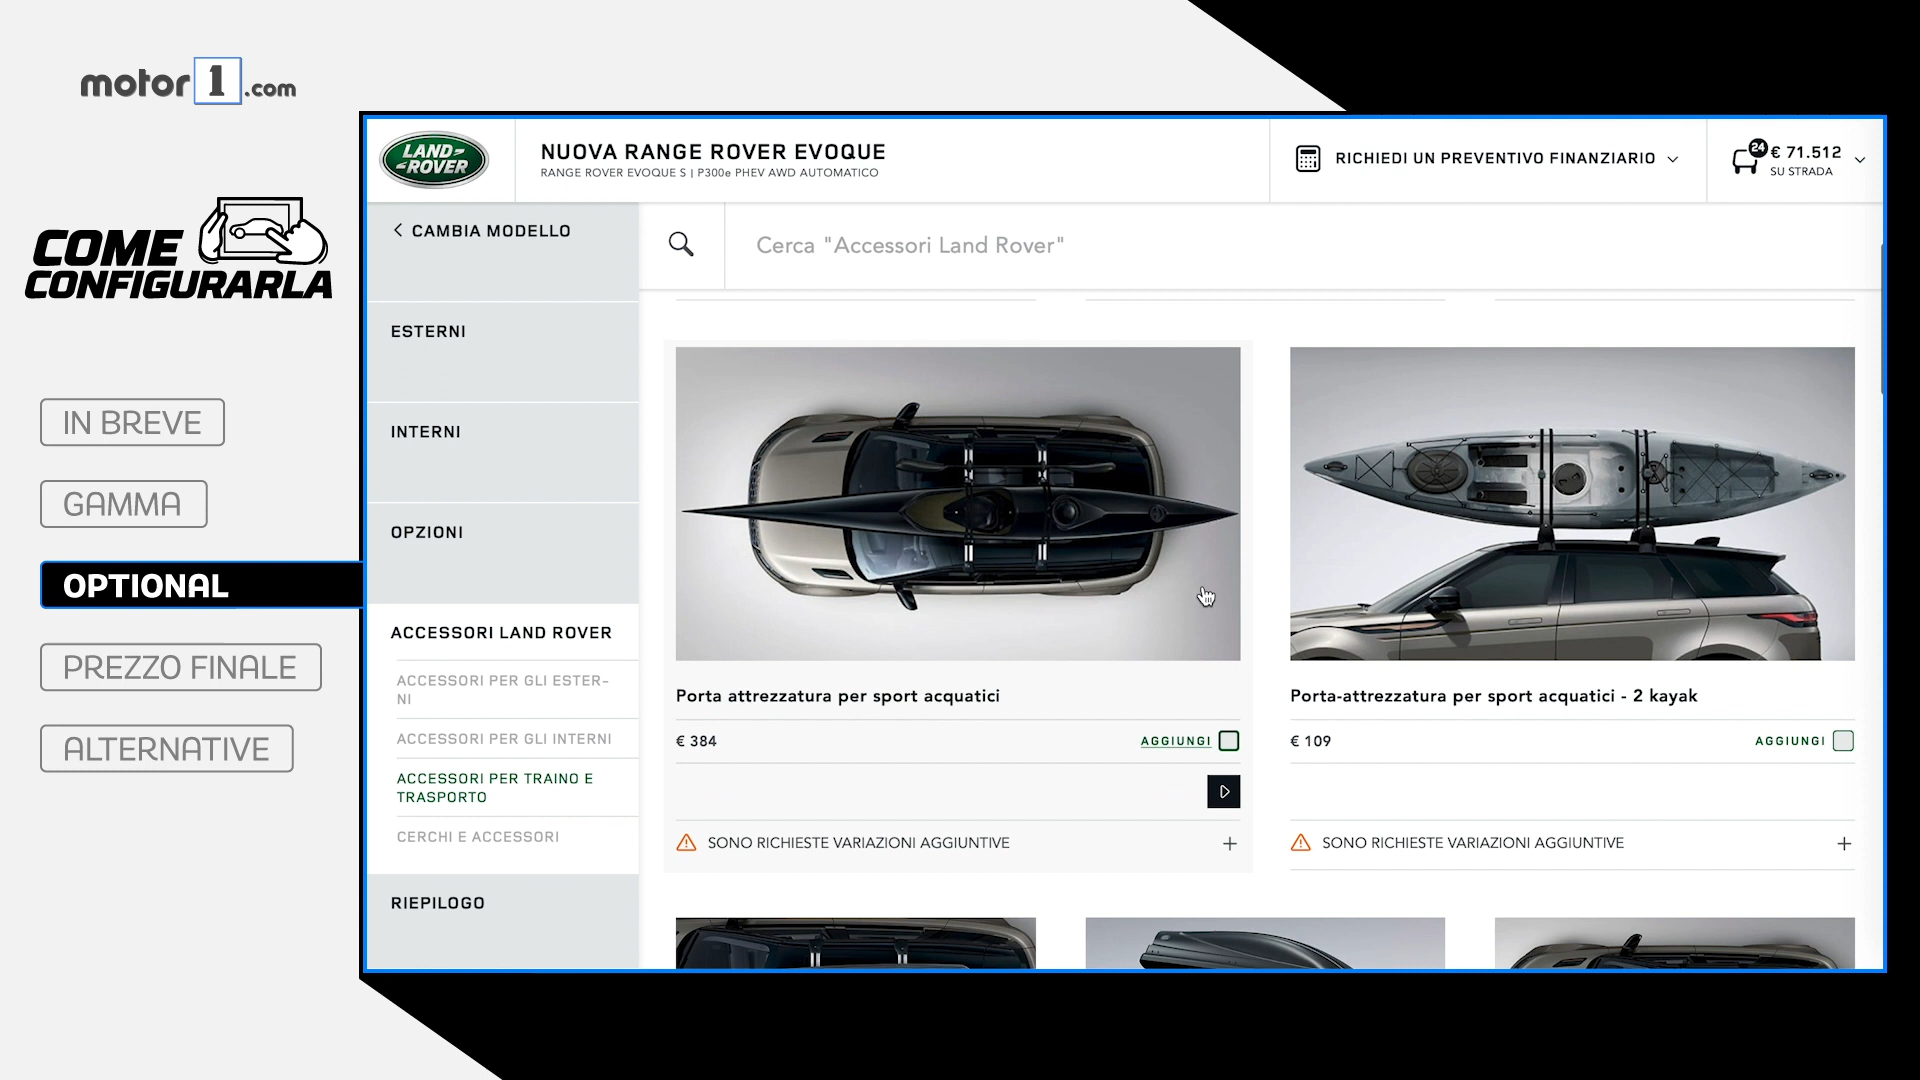 motor1.com
COME
CONFIGURARLA
IN BREVE
GAMMA
OPTIONAL
PREZZO FINALE
ALTERNATIVE
LAND-
-ROVER
NUOVA RANGE ROVER EVOQUE
RANGE ROVER EVOQUE S | P300e PHEV AWD AUTOMATICO
RICHIEDI UN PREVENTIVO FINANZIARIO
24
€ 71.512
SU STRADA
CAMBIA MODELLO
ESTERNI
INTERNI
OPZIONI
ACCESSORI LAND ROVER
ACCESSORI PER GLI ESTER-
NI
ACCESSORI PER GLI INTERNI
ACCESSORI PER TRAINO E
TRASPORTO
CERCHI E ACCESSORI
RIEPILOGO
Cerca "Accessori Land Rover"
Porta attrezzatura per sport acquatici
€ 384
AGGIUNGI
SONO RICHIESTE VARIAZIONI AGGIUNTIVE
Porta-attrezzatura per sport acquatici - 2 kayak
€ 109
AGGIUNGI
SONO RICHIESTE VARIAZIONI AGGIUNTIVE